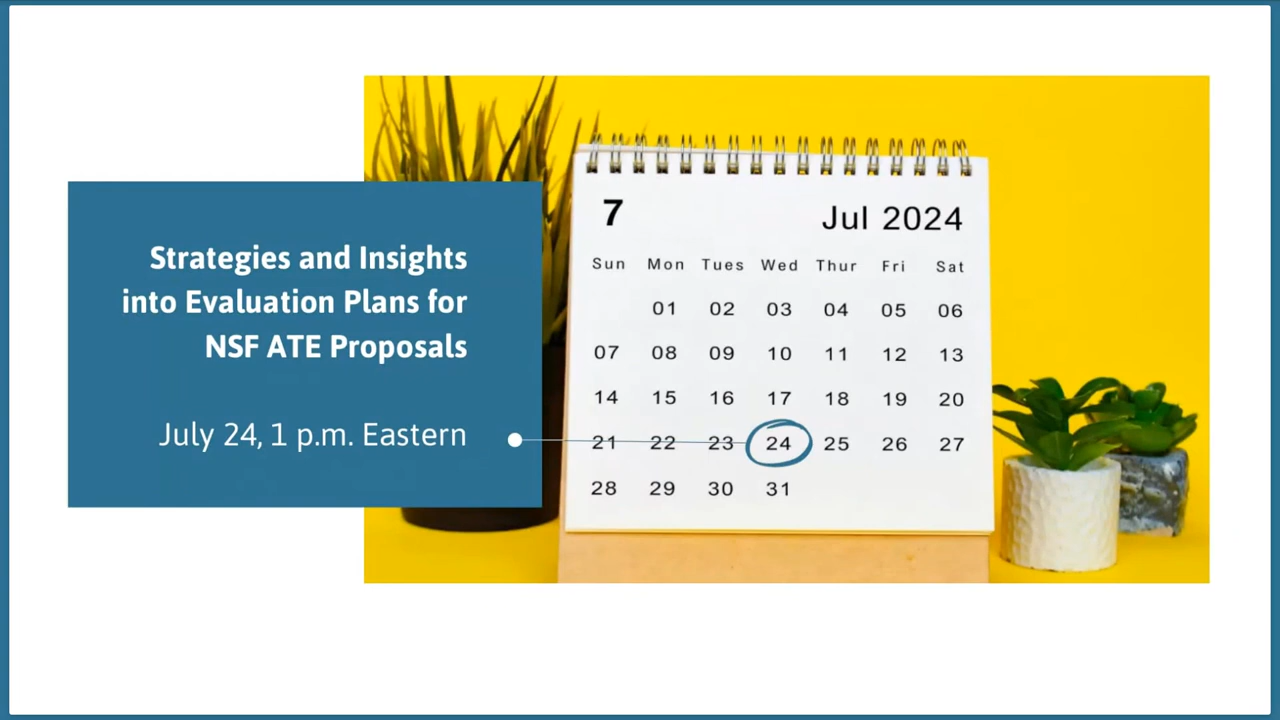 Strategies and Insights
into Evaluation Plans for
NSF ATE Proposals
July 24, 1 p.m. Eastern
7 Jul 2024
Sun Mon Tues Wed Thur Fri Sat
01 02 03 04 05 06
07 08 09 10 11 12 13
14 15 16 17 18 19 20
21 22 23 24 25 26 27
28 29 30 31